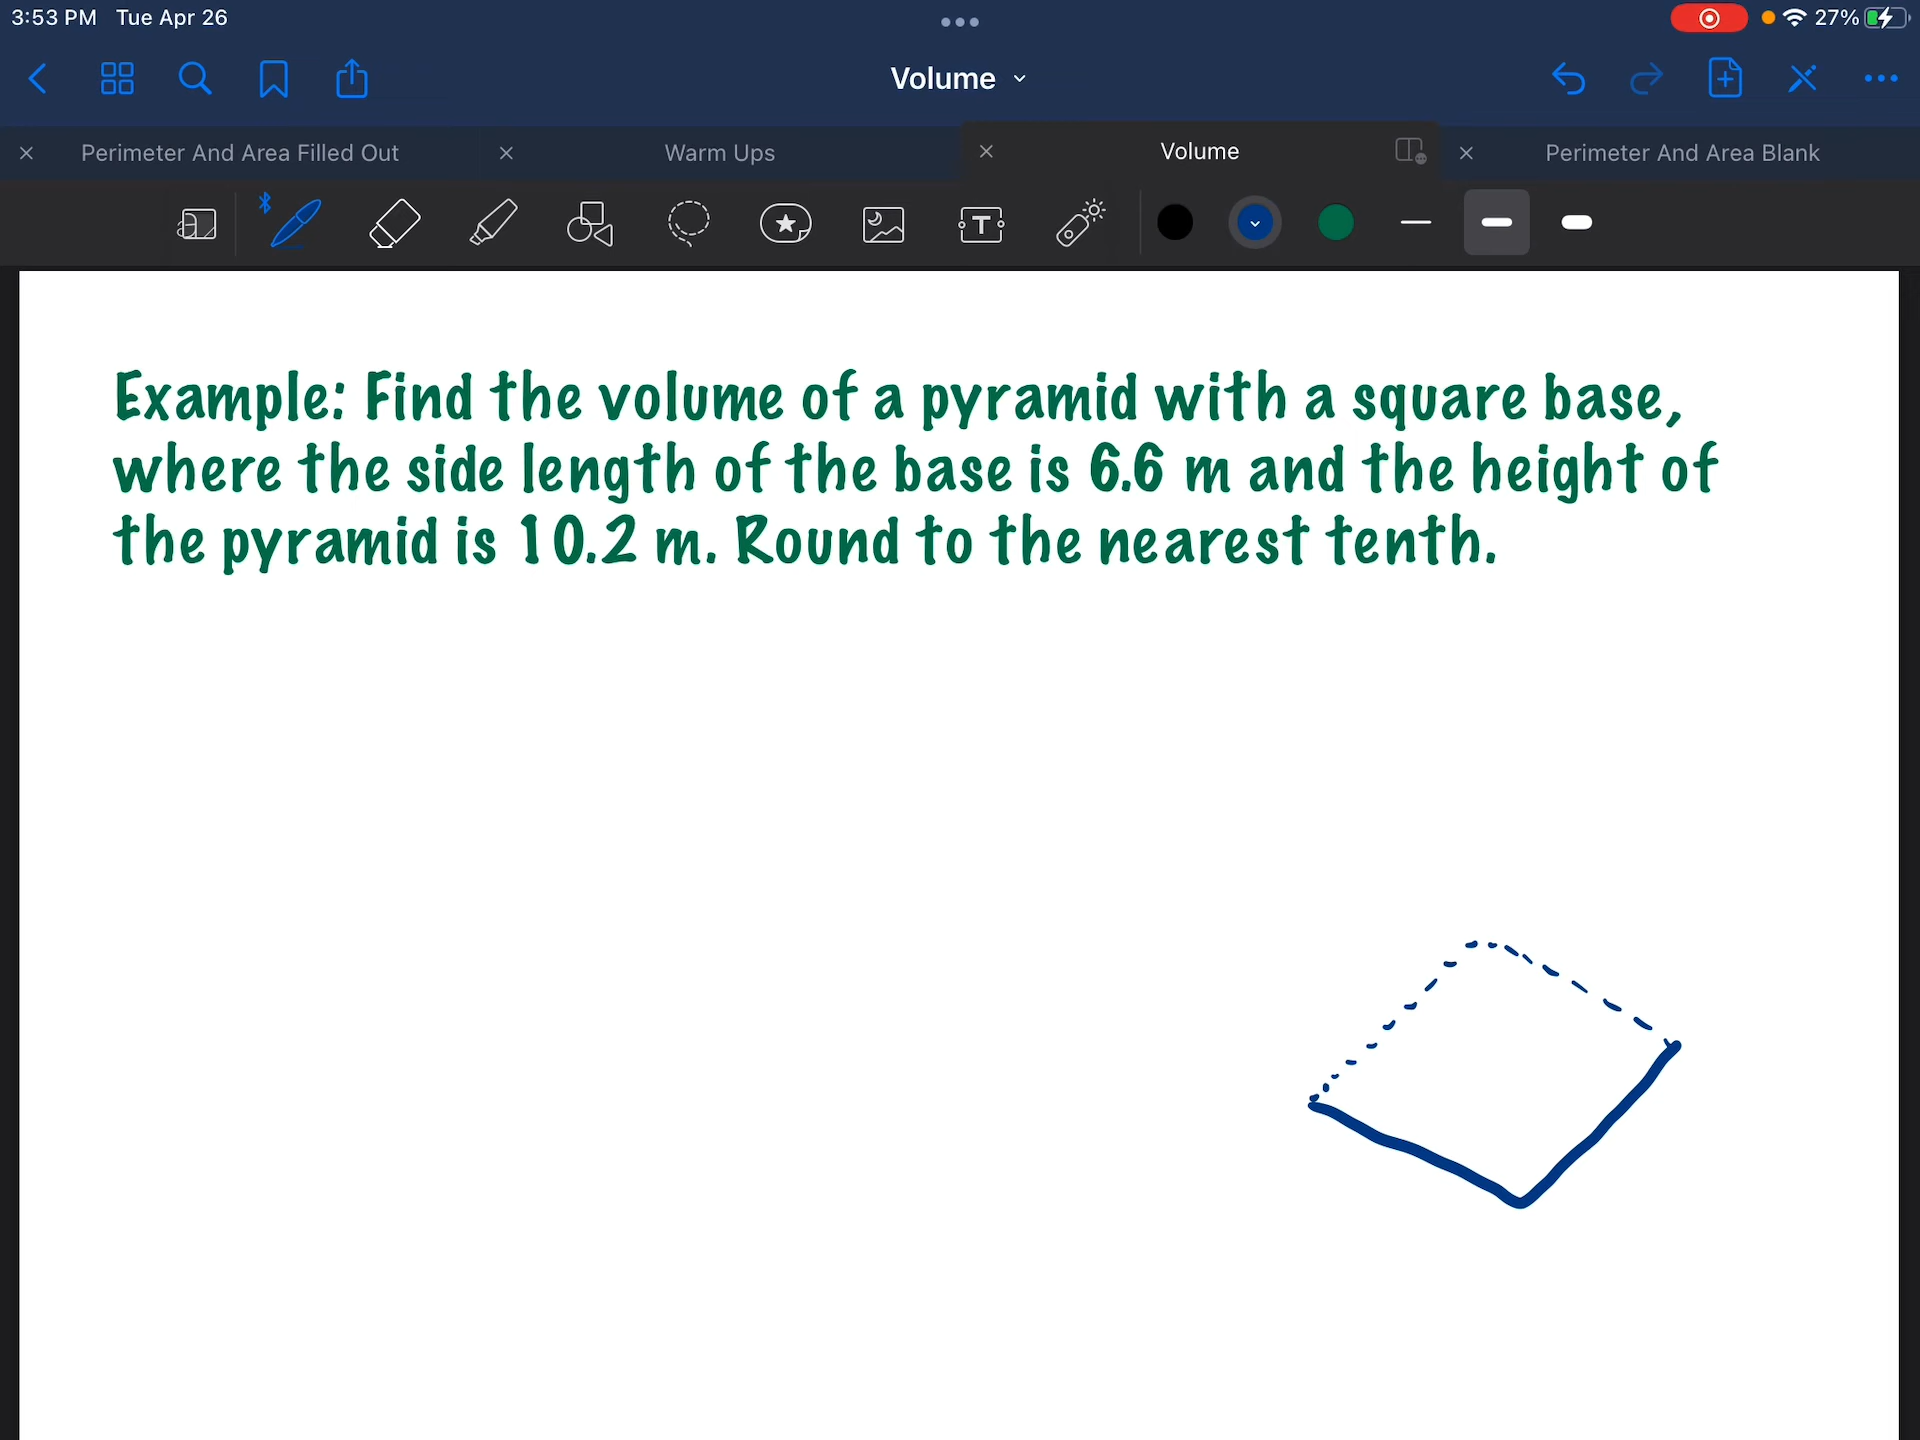 3:53 PM Tue Apr 26
27%
Volume
Perimeter And Area Filled Out
Warm Ups
Volume
Perimeter And Area Blank
Example: Find the volume of a pyramid with a square base,
where the side length of the base is 6.6 m and the height of
the pyramid is 10.2 m. Round to the nearest tenth.